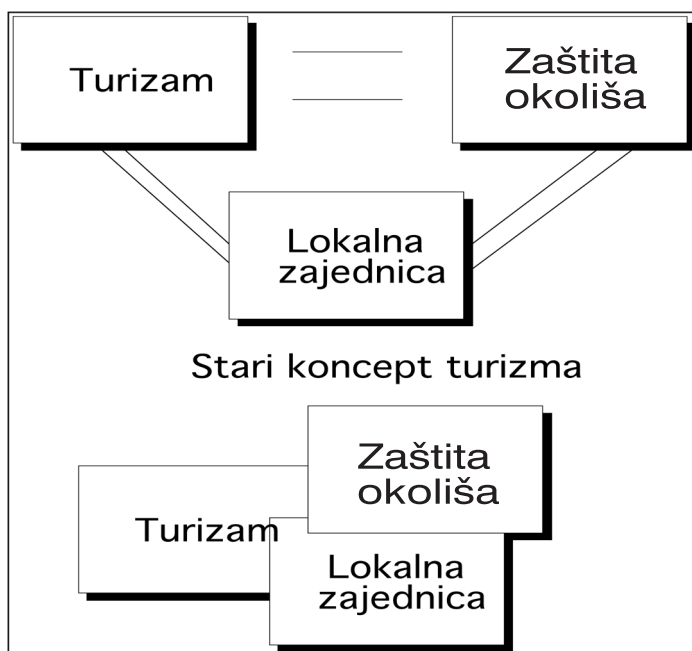 Turizam
Zaštita
okoliša
Lokalna
zajednica
Stari koncept turizma
Zaštita
okoliša
Turizam
Lokalna
zajednica